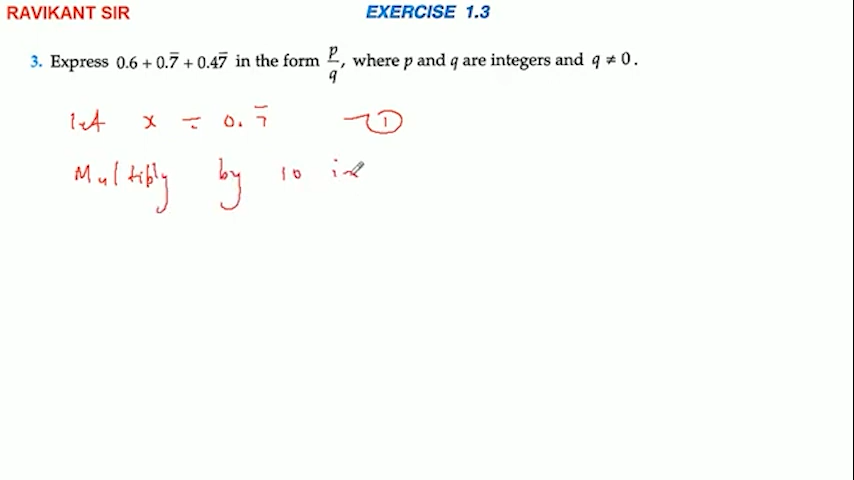 RAVIKANT SIR
EXERCISE 1.3
3. Express 0.6 + 0.7̅ + 0.47̅ in the form p/q, where p and q are integers and q ≠ 0.
let x = 0.7̅ —①
Multiply by 10 in